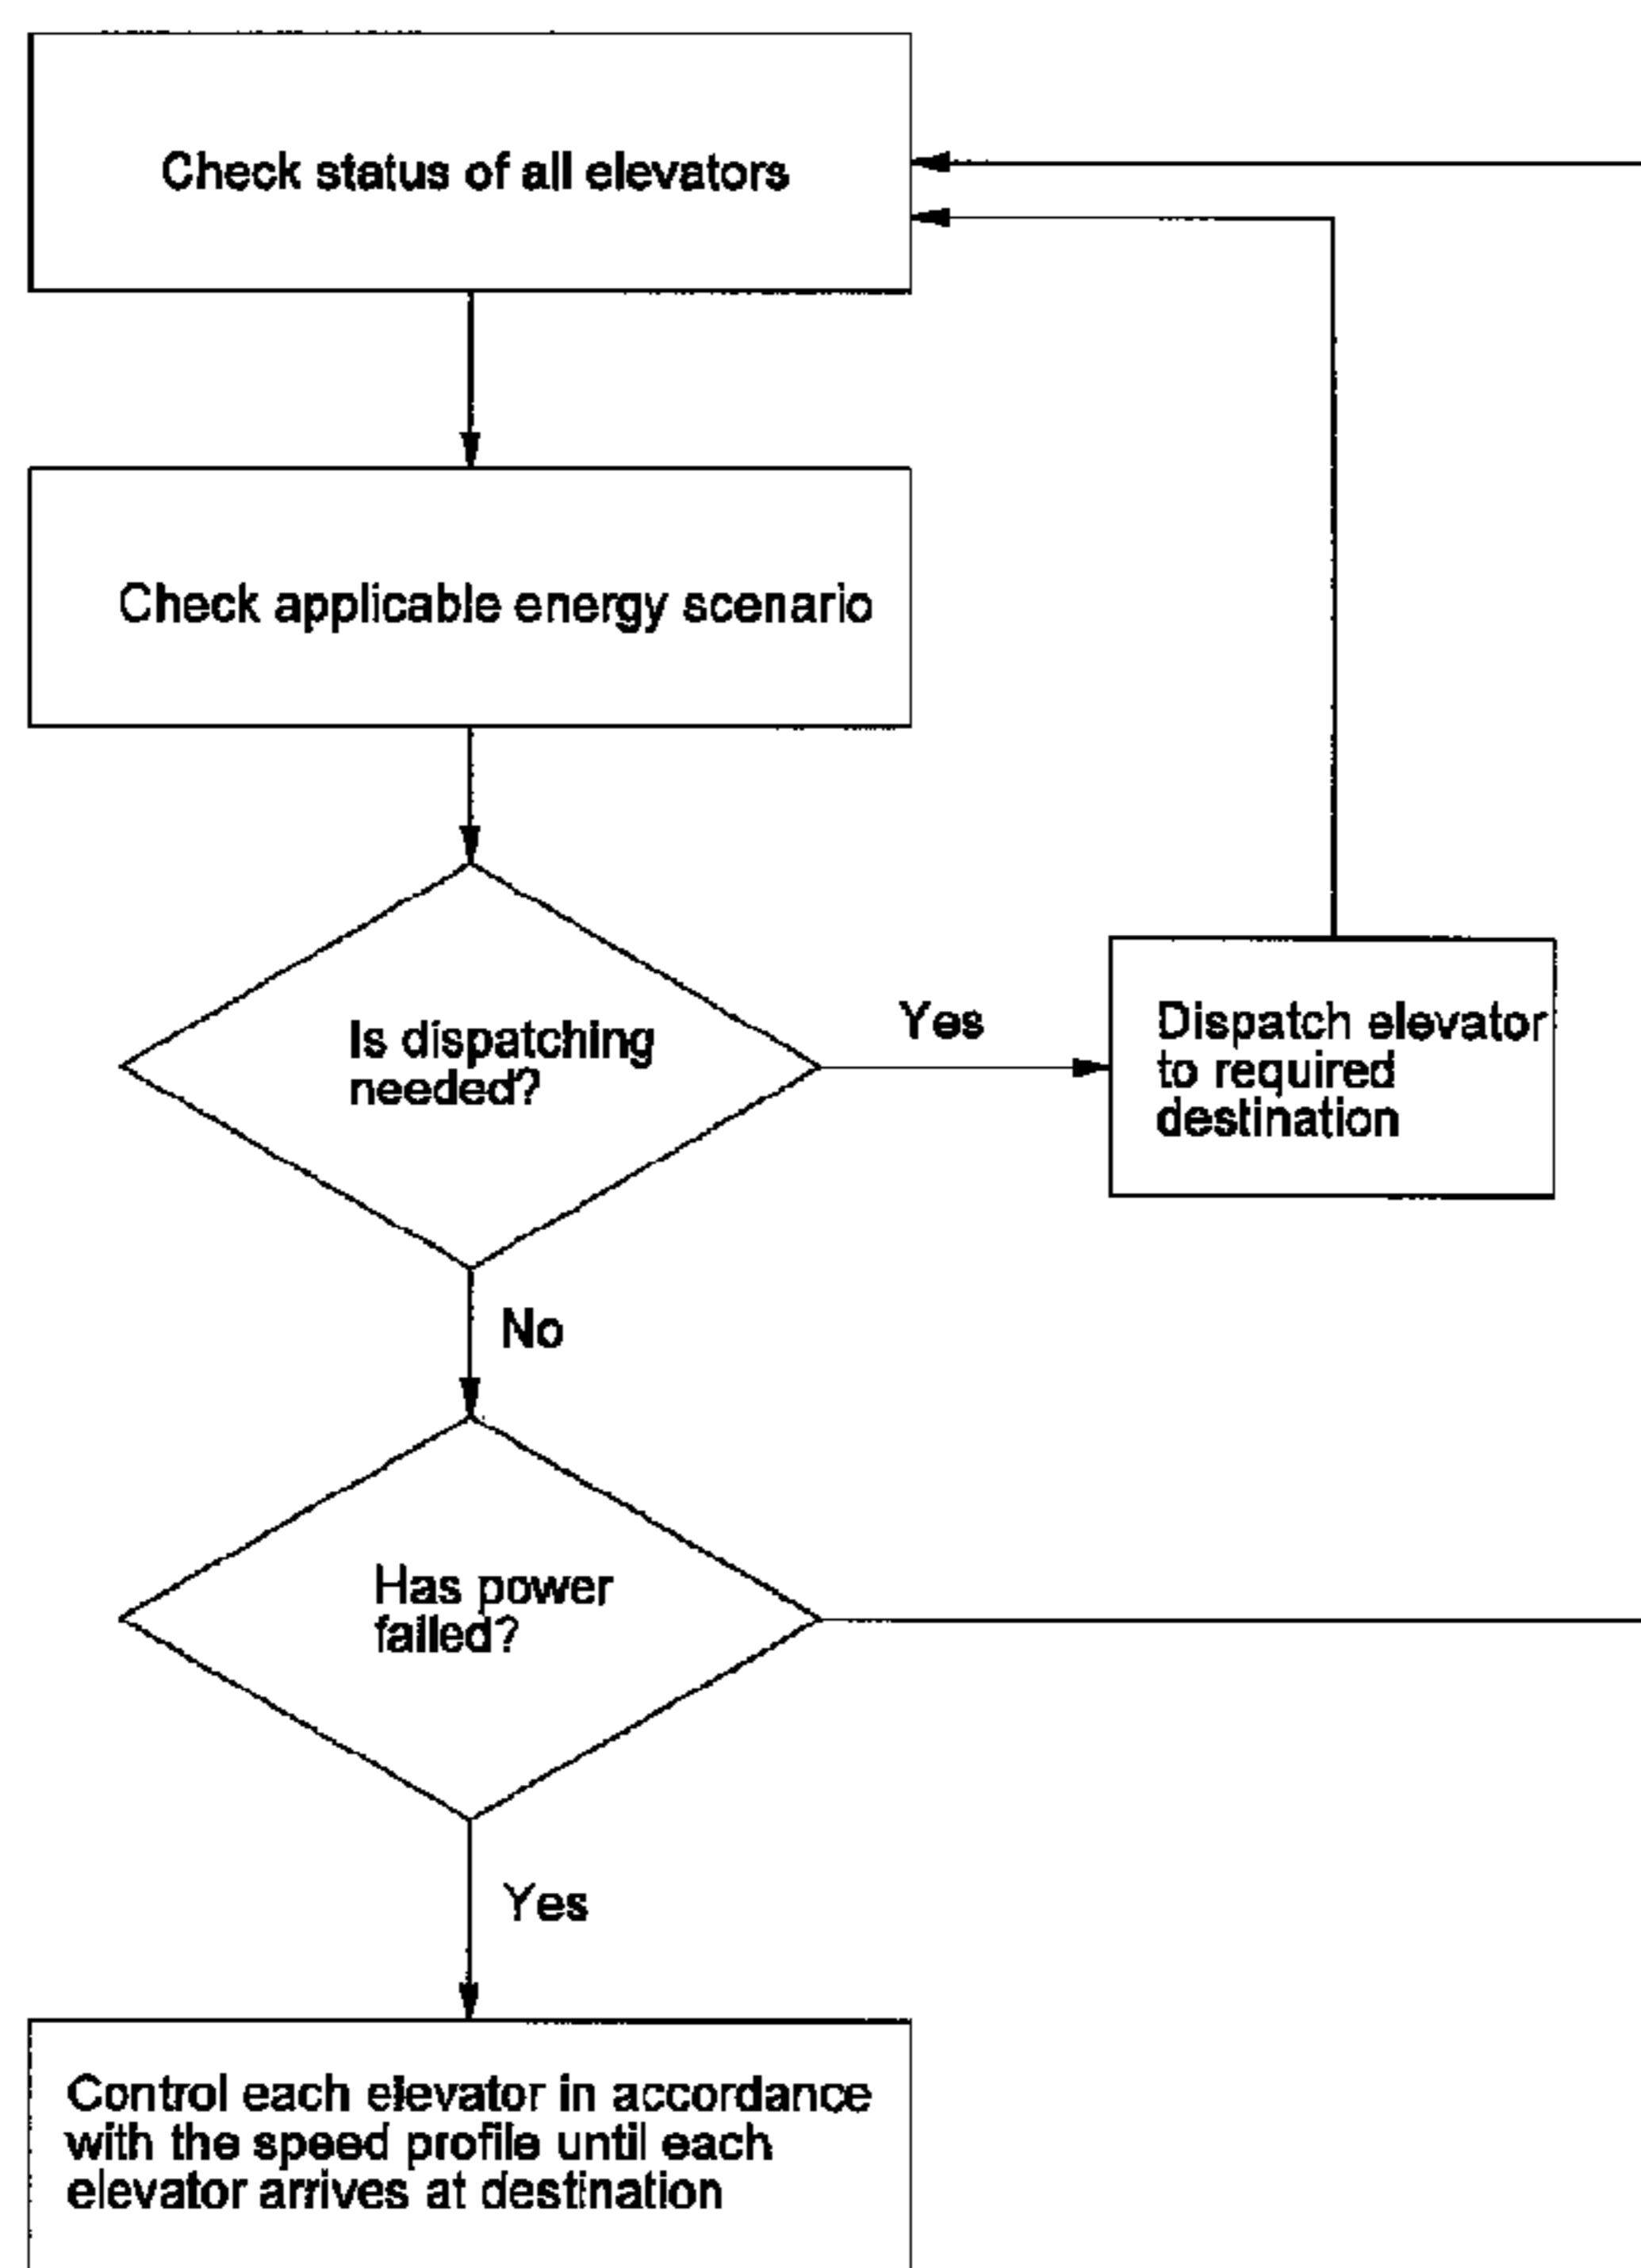 Check status of all elevators
Check applicable energy scenario
Is dispatching
needed?
Yes
Dispatch elevator
to required
destination
No
Has power
failed?
Yes
Control each elevator in accordance
with the speed profile until each
elevator arrives at destination